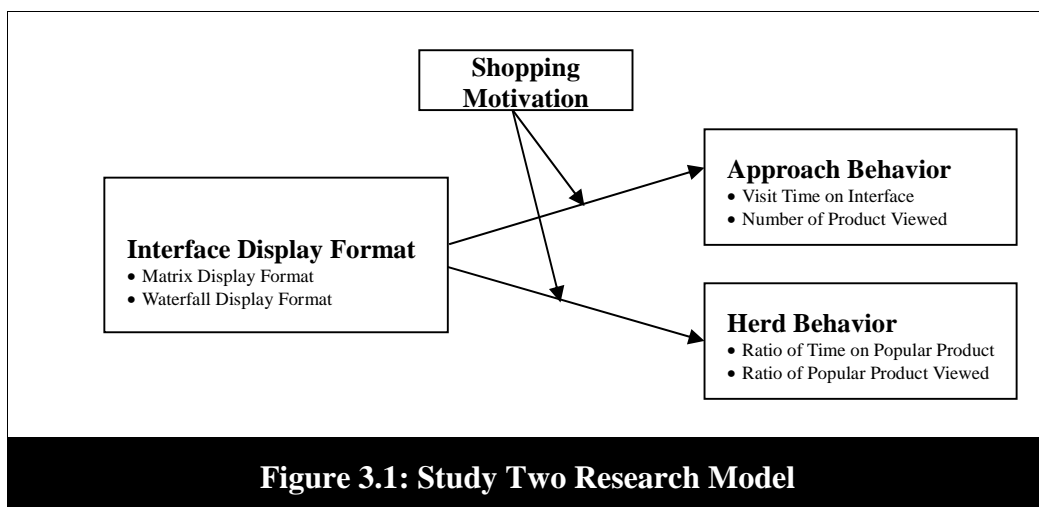 Shopping
Motivation
Approach Behavior
• Visit Time on Interface
• Number of Product Viewed
Interface Display Format
• Matrix Display Format
• Waterfall Display Format
Herd Behavior
• Ratio of Time on Popular Product
• Ratio of Popular Product Viewed
Figure 3.1: Study Two Research Model